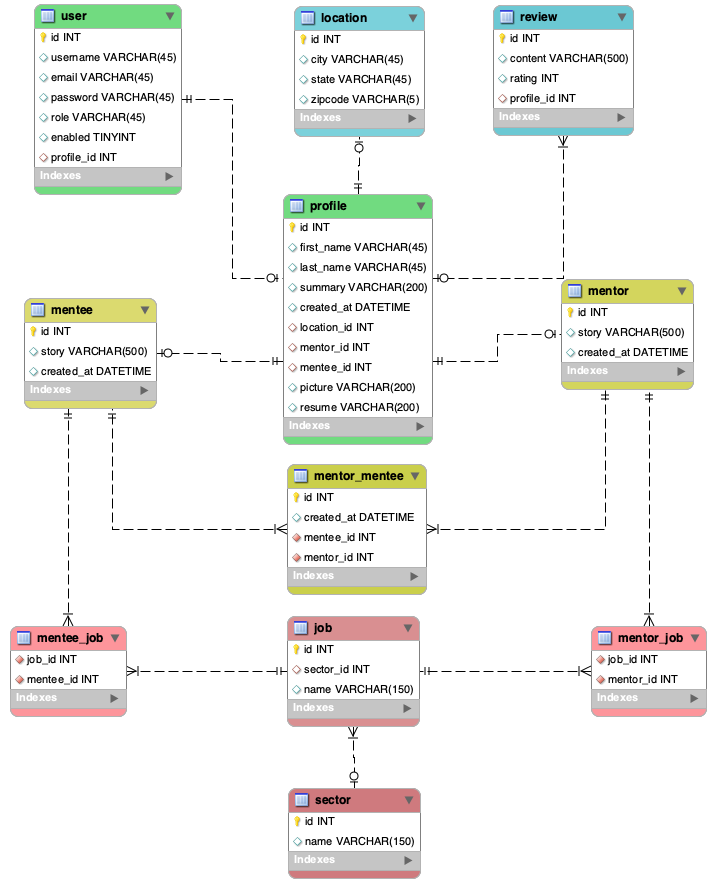 user
id INT
username VARCHAR(45)
email VARCHAR(45)
password VARCHAR(45)
role VARCHAR(45)
enabled TINYINT
profile_id INT
Indexes
location
id INT
city VARCHAR(45)
state VARCHAR(45)
zipcode VARCHAR(5)
Indexes
review
id INT
content VARCHAR(500)
rating INT
profile_id INT
Indexes
profile
id INT
first_name VARCHAR(45)
last_name VARCHAR(45)
summary VARCHAR(200)
created_at DATETIME
location_id INT
mentor_id INT
mentee_id INT
picture VARCHAR(200)
resume VARCHAR(200)
Indexes
mentee
id INT
story VARCHAR(500)
created_at DATETIME
Indexes
mentor
id INT
story VARCHAR(500)
created_at DATETIME
Indexes
mentor_mentee
id INT
created_at DATETIME
mentee_id INT
mentor_id INT
Indexes
mentee_job
job_id INT
mentee_id INT
Indexes
job
id INT
sector_id INT
name VARCHAR(150)
Indexes
mentor_job
job_id INT
mentor_id INT
Indexes
sector
id INT
name VARCHAR(150)
Indexes